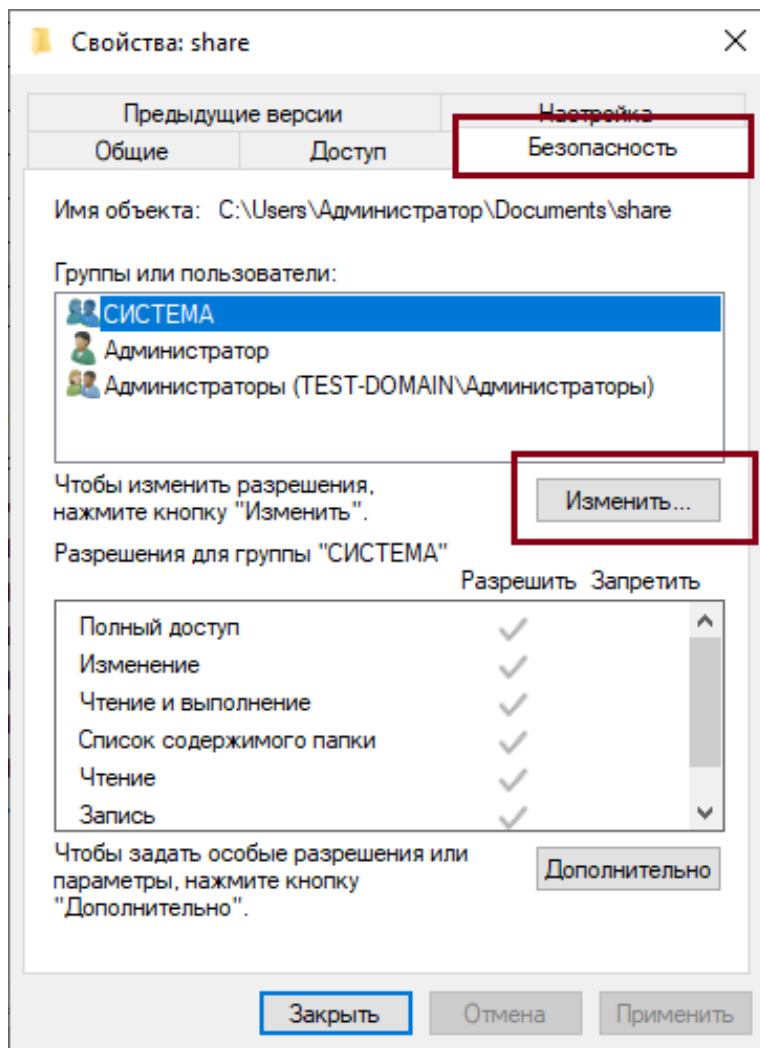 Свойства: share
Предыдущие версии Настройка
Общие Доступ Безопасность
Имя объекта: C:\Users\Администратор\Documents\share
Группы или пользователи:
СИСТЕМА
Администратор
Администраторы (TEST-DOMAIN\Администраторы)
Чтобы изменить разрешения,
нажмите кнопку "Изменить".
Изменить...
Разрешения для группы "СИСТЕМА"
Разрешить Запретить
Полный доступ
Изменение
Чтение и выполнение
Список содержимого папки
Чтение
Запись
Чтобы задать особые разрешения или
параметры, нажмите кнопку
"Дополнительно".
Дополнительно
Закрыть Отмена Применить